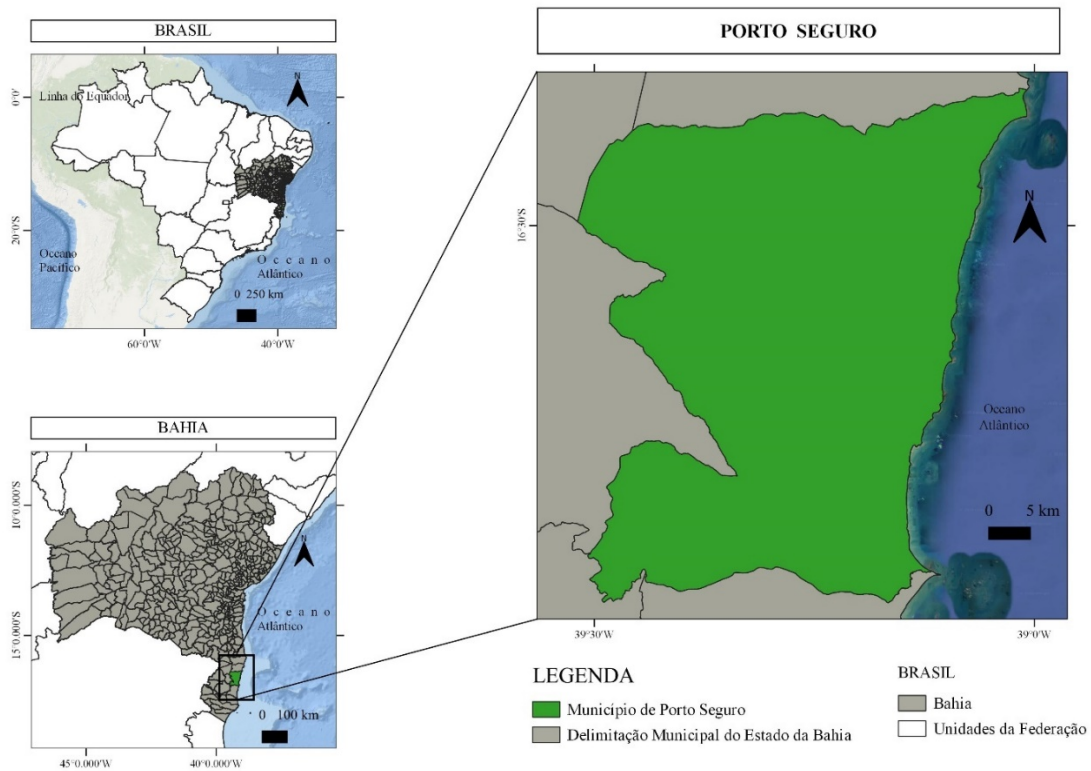 BRASIL
N
Linha do Equador
0°0'
20°0'S
Oceano
Pacífico
Oceano
Atlântico
0 250 km
60°0'W
40°0'W
BAHIA
10°0.000'S
15°0.000'S
N
Oceano
Atlântico
0 100 km
45°0.000'W
40°0.000'W
PORTO SEGURO
16°30'S
N
Oceano
Atlântico
0 5 km
39°30'W
39°0'W
LEGENDA
Município de Porto Seguro
Delimitação Municipal do Estado da Bahia
BRASIL
Bahia
Unidades da Federação